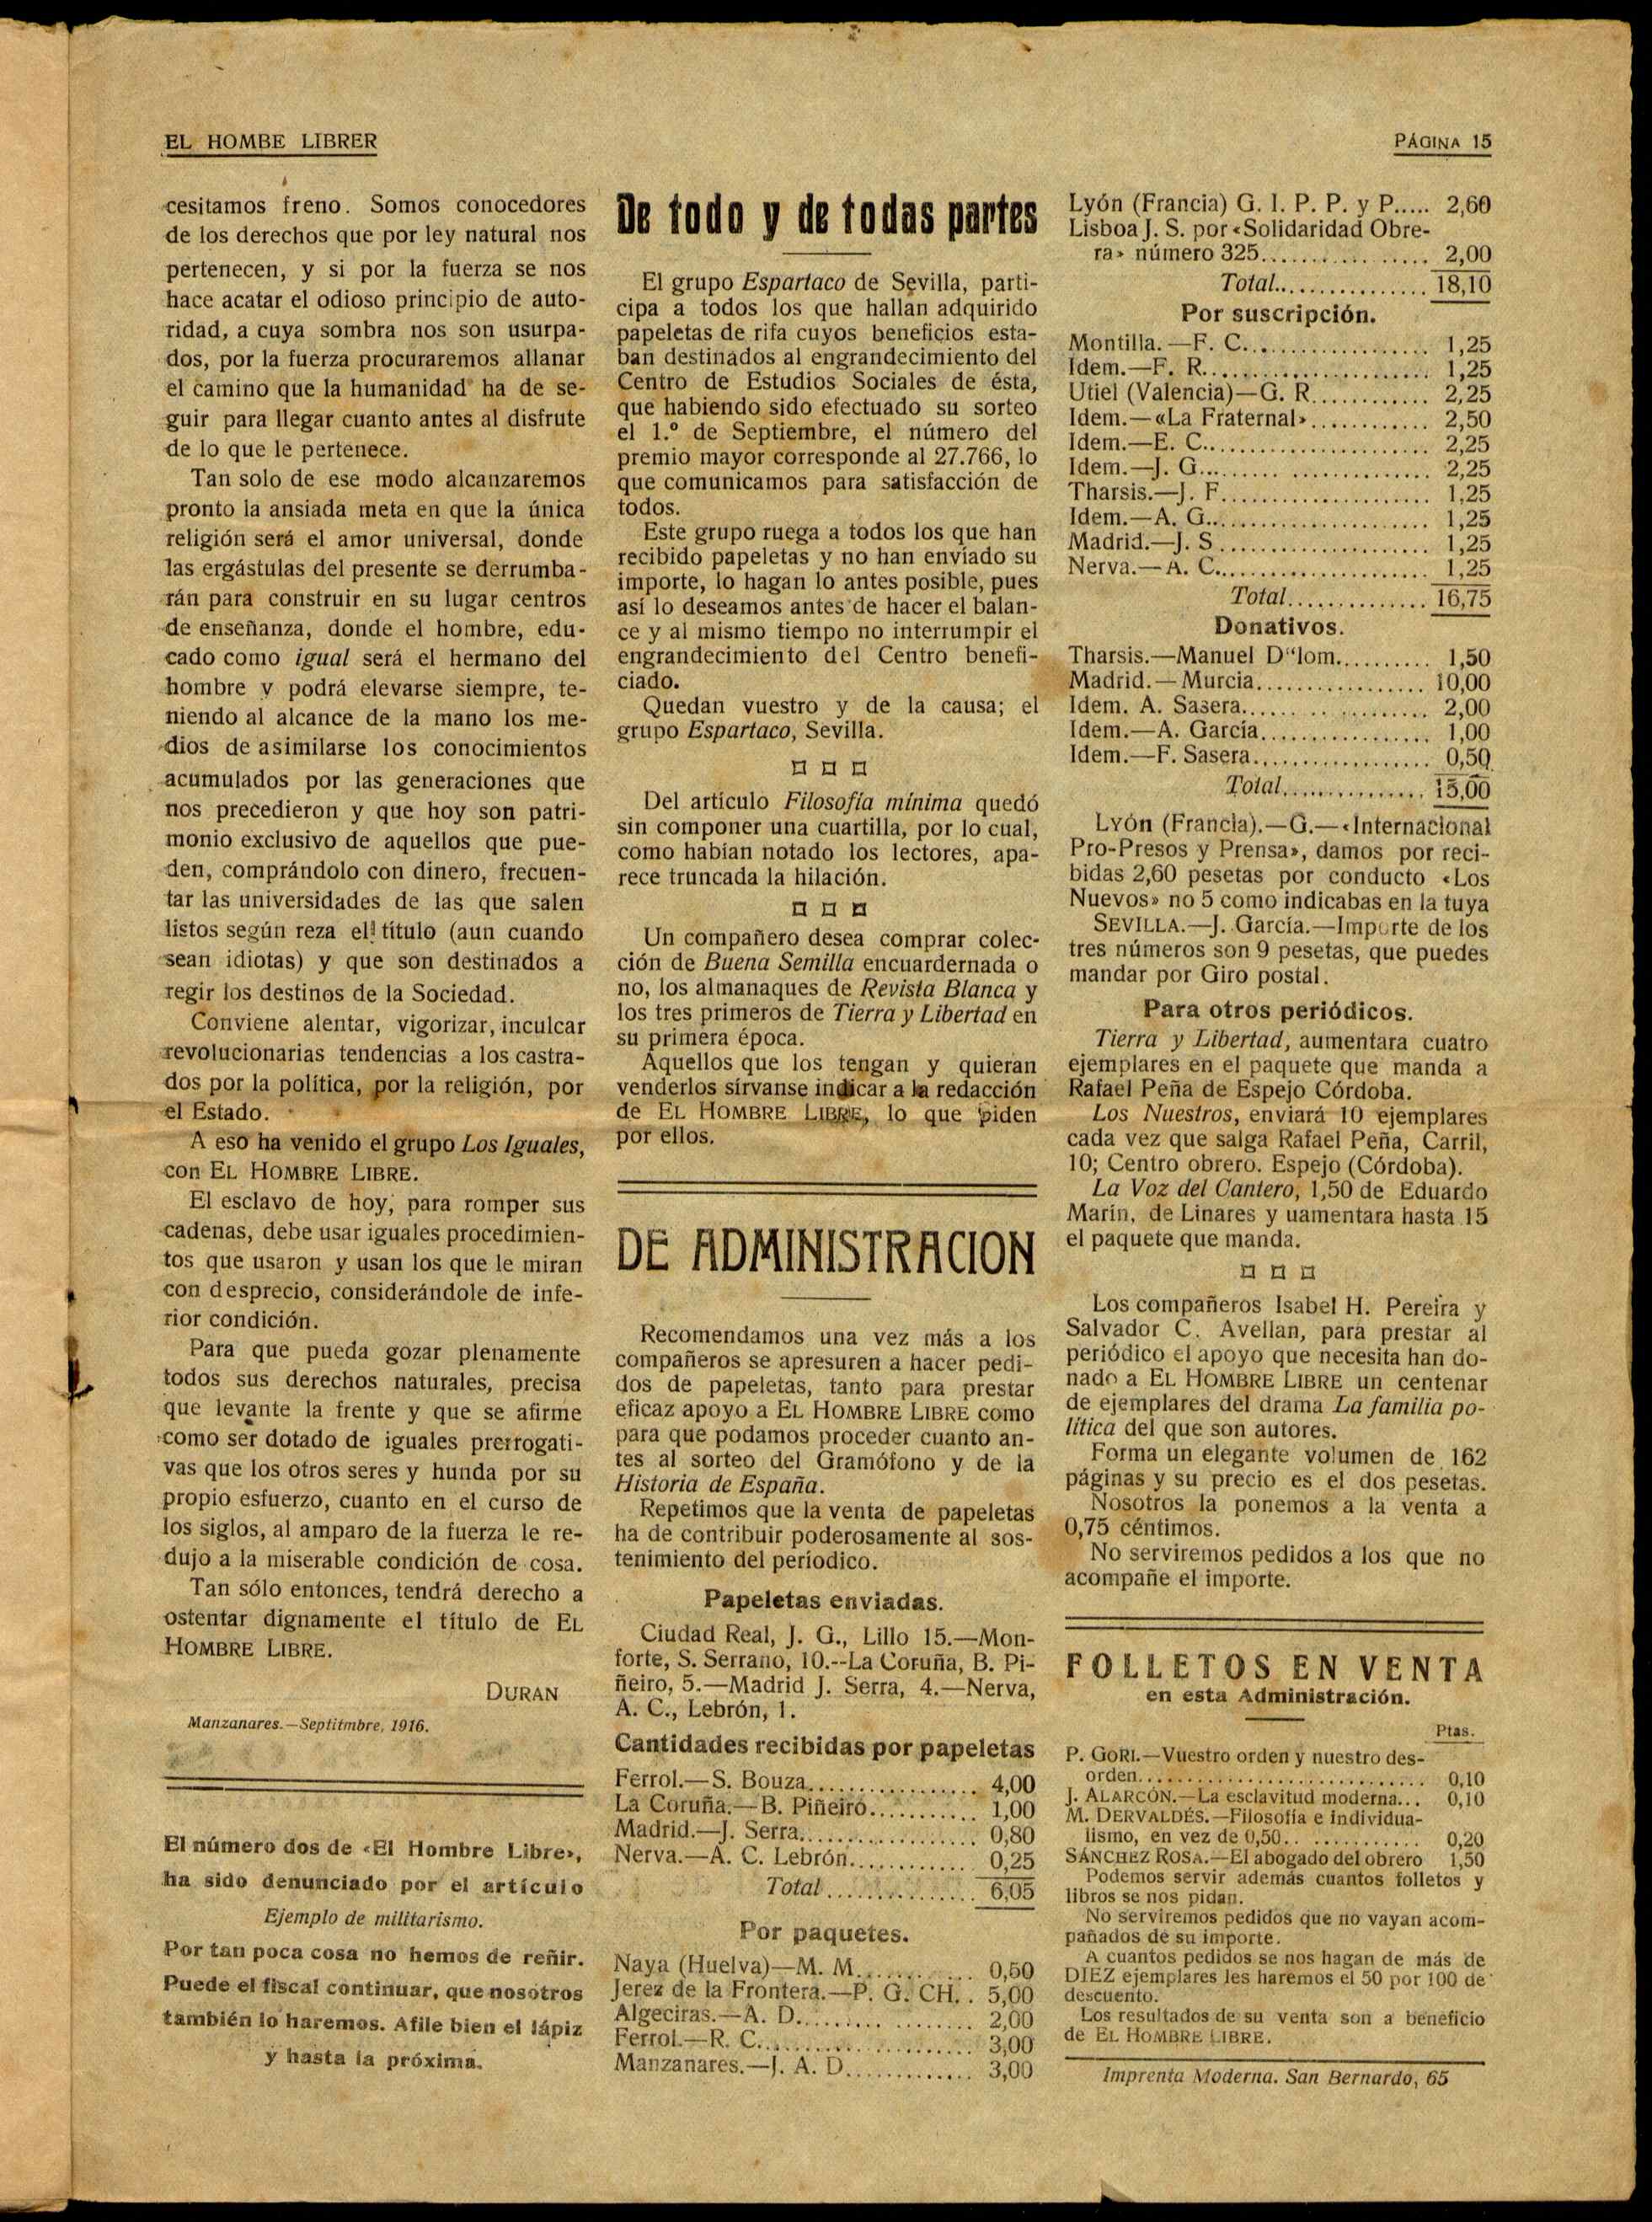 EL HOMBE LIBRER
PÁGINA 15
cesitamos freno. Somos conocedores
de los derechos que por ley natural nos
pertenecen, y si por la fuerza se nos
hace acatar el odioso principio de auto-
ridad, a cuya sombra nos son usurpa-
dos, por la fuerza procuraremos allanar
el camino que la humanidad ha de se-
guir para llegar cuanto antes al disfrute
de lo que le pertenece.
Tan solo de ese modo alcanzaremos
pronto la ansiada meta en que la única
religión será el amor universal, donde
las ergástulas del presente se derrumba-
rán para construir en su lugar centros
de enseñanza, donde el hombre, edu-
cado como igual será el hermano del
hombre y podrá elevarse siempre, te-
niendo al alcance de la mano los me-
dios de asimilarse los conocimientos
acumulados por las generaciones que
nos precedieron y que hoy son patri-
monio exclusivo de aquellos que pue-
den, comprándolo con dinero, frecuen-
tar las universidades de las que salen
listos según reza el título (aun cuando
sean idiotas) y que son destinados a
regir los destinos de la Sociedad.
Conviene alentar, vigorizar, inculcar
revolucionarias tendencias a los castra-
dos por la política, por la religión, por
el Estado.
A eso ha venido el grupo Los Iguales,
con EL HOMBRE LIBRE.
El esclavo de hoy, para romper sus
cadenas, debe usar iguales procedimien-
tos que usaron y usan los que le miran
con desprecio, considerándole de infe-
rior condición.
Para que pueda gozar plenamente
todos sus derechos naturales, precisa
que levante la frente y que se afirme
como ser dotado de iguales prerrogati-
vas que los otros seres y hunda por su
propio esfuerzo, cuanto en el curso de
los siglos, al amparo de la fuerza le re-
dujo a la miserable condición de cosa.
Tan sólo entonces, tendrá derecho a
ostentar dignamente el título de EL
HOMBRE LIBRE.
DURAN
Manzanares.—Septitmbre, 1916.
El número dos de «El Hombre Libre»,
ha sido denunciado por el artículo
Ejemplo de militarismo.
Por tan poca cosa no hemos de reñir.
Puede el fiscal continuar, que nosotros
también lo haremos. Afile bien el lápiz
y hasta la próxima.
De todo y de todas partes
El grupo Espartaco de Sevilla, parti-
cipa a todos los que hallan adquirido
papeletas de rifa cuyos beneficios esta-
ban destinados al engrandecimiento del
Centro de Estudios Sociales de ésta,
que habiendo sido efectuado su sorteo
el 1.º de Septiembre, el número del
premio mayor corresponde al 27.766, lo
que comunicamos para satisfacción de
todos.
Este grupo ruega a todos los que han
recibido papeletas y no han enviado su
importe, lo hagan lo antes posible, pues
así lo deseamos antes de hacer el balan-
ce y al mismo tiempo no interrumpir el
engrandecimiento del Centro benefi-
ciado.
Quedan vuestro y de la causa; el
grupo Espartaco, Sevilla.
Del artículo Filosofía mínima quedó
sin componer una cuartilla, por lo cual,
como habían notado los lectores, apa-
rece truncada la hilación.
Un compañero desea comprar colec-
ción de Buena Semilla encuardernada o
no, los almanaques de Revista Blanca y
los tres primeros de Tierra y Libertad en
su primera época.
Aquellos que los tengan y quieran
venderlos sírvanse indicar a la redacción
de EL HOMBRE LIBRE, lo que piden
por ellos.
DE ADMINISTRACION
Recomendamos una vez más a los
compañeros se apresuren a hacer pedi-
dos de papeletas, tanto para prestar
eficaz apoyo a EL HOMBRE LIBRE como
para que podamos proceder cuanto an-
tes al sorteo del Gramófono y de la
Historia de España.
Repetimos que la venta de papeletas
ha de contribuir poderosamente al sos-
tenimiento del períodico.
Papeletas enviadas.
Ciudad Real, J. G., Lillo 15.—Mon-
forte, S. Serrano, 10.--La Coruña, B. Pi-
ñeiro, 5.—Madrid J. Serra, 4.—Nerva,
A. C., Lebrón, 1.
Cantidades recibidas por papeletas
Ferrol.—S. Bouza................. 4,00
La Coruña.—B. Piñeiró........... 1,00
Madrid.—J. Serra.................. 0,80
Nerva.—A. C. Lebrón............ 0,25
Total............... 6,05
Por paquetes.
Naya (Huelva)—M. M............ 0,50
Jerez de la Frontera.—P. G. CH.. 5,00
Algeciras.—A. D.................. 2,00
Ferrol.—R. C...................... 3,00
Manzanares.—J. A. D............. 3,00
Lyón (Francia) G. I. P. P. y P..... 2,60
Lisboa J. S. por «Solidaridad Obre-
ra» número 325................. 2,00
Total................ 18,10
Por suscripción.
Montilla.—F. C................... 1,25
Idem.—F. R....................... 1,25
Utiel (Valencia)—G. R............ 2,25
Idem.—«La Fraternal»............ 2,50
Idem.—E. C....................... 2,25
Idem.—J. G....................... 2,25
Tharsis.—J. F..................... 1,25
Idem.—A. G....................... 1,25
Madrid.—J. S..................... 1,25
Nerva.—A. C...................... 1,25
Total.............. 16,75
Donativos.
Tharsis.—Manuel D"lom.......... 1,50
Madrid.—Murcia................. 10,00
Idem. A. Sasera................... 2,00
Idem.—A. García................. 1,00
Idem.—F. Sasera.................. 0,50
Total.............. 15,00
LYÓN (Francia).—G.—«Internacional
Pro-Presos y Prensa», damos por reci-
bidas 2,60 pesetas por conducto «Los
Nuevos» no 5 como indicabas en la tuya
SEVILLA.—J. García.—Importe de los
tres números son 9 pesetas, que puedes
mandar por Giro postal.
Para otros periódicos.
Tierra y Libertad, aumentara cuatro
ejemplares en el paquete que manda a
Rafael Peña de Espejo Córdoba.
Los Nuestros, enviará 10 ejemplares
cada vez que salga Rafael Peña, Carril,
10; Centro obrero. Espejo (Córdoba).
La Voz del Cantero, 1,50 de Eduardo
Marín, de Linares y uamentara hasta 15
el paquete que manda.
Los compañeros Isabel H. Pereira y
Salvador C. Avellan, para prestar al
periódico el apoyo que necesita han do-
nado a EL HOMBRE LIBRE un centenar
de ejemplares del drama La familia po-
lítica del que son autores.
Forma un elegante volumen de 162
páginas y su precio es el dos pesetas.
Nosotros la ponemos a la venta a
0,75 céntimos.
No serviremos pedidos a los que no
acompañe el importe.
FOLLETOS EN VENTA
en esta Administración.
Ptas.
P. GORI.—Vuestro orden y nuestro des-
orden............................ 0,10
J. ALARCÓN.—La esclavitud moderna... 0,10
M. DERVALDÉS.—Filosofía e individua-
lismo, en vez de 0,50.............. 0,20
SÁNCHEZ ROSA.—El abogado del obrero 1,50
Podemos servir además cuantos folletos y
libros se nos pidan.
No serviremos pedidos que no vayan acom-
pañados de su importe.
A cuantos pedidos se nos hagan de más de
DIEZ ejemplares les haremos el 50 por 100 de
descuento.
Los resultados de su venta son a beneficio
de EL HOMBRE LIBRE.
Imprenta Moderna. San Bernardo, 65